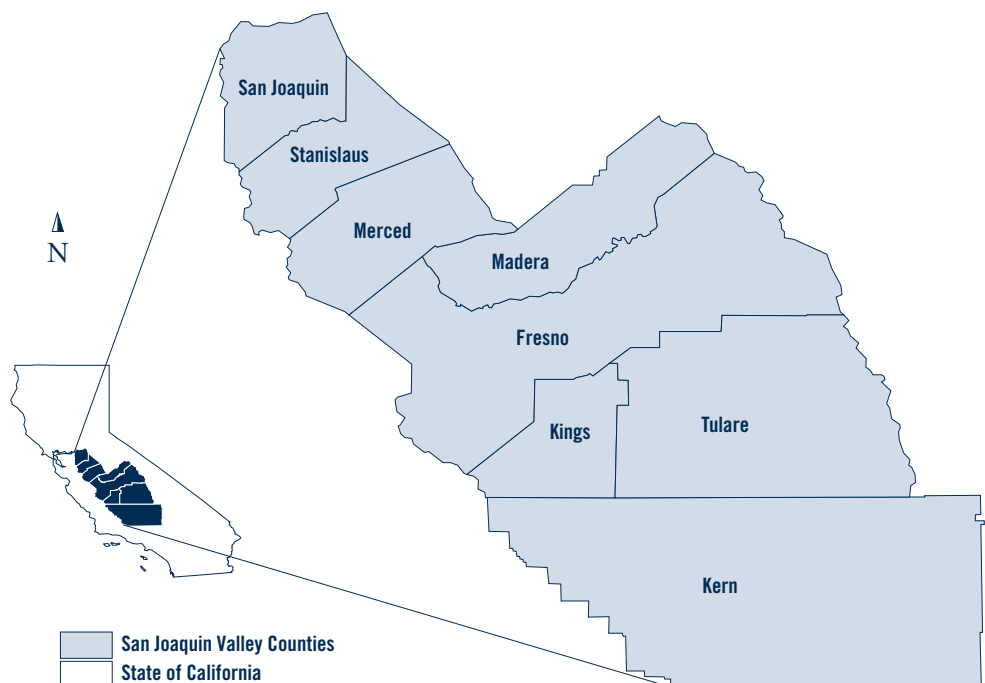 San Joaquin
Stanislaus
Merced
N
Madera
Fresno
Kings
Tulare
Kern
San Joaquin Valley Counties
State of California